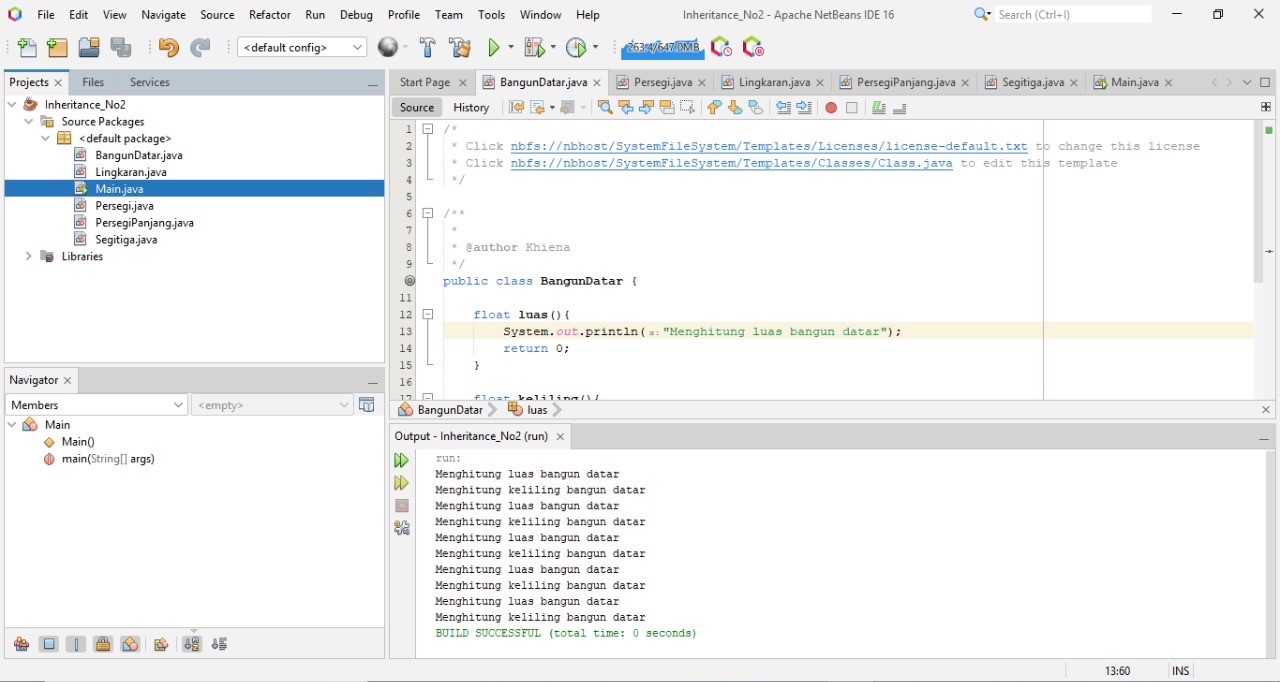 File Edit View Navigate Source Refactor Run Debug Profile Team Tools Window Help Inheritance_No2 - Apache NetBeans IDE 16 Search (Ctrl+I)
<default config> 263.4/647.0MB
Projects Files Services
Inheritance_No2
Source Packages
<default package>
BangunDatar.java
Lingkaran.java
Main.java
Persegi.java
PersegiPanjang.java
Segitiga.java
Libraries
Navigator
Members <empty>
Main
Main()
main(String[] args)
Start Page BangunDatar.java Persegi.java Lingkaran.java PersegiPanjang.java Segitiga.java Main.java
Source History
1 /*
2 * Click nbfs://nbhost/SystemFileSystem/Templates/Licenses/license-default.txt to change this license
3 * Click nbfs://nbhost/SystemFileSystem/Templates/Classes/Class.java to edit this template
4 */
5
6 /**
7 *
8 * @author Khiena
9 */
public class BangunDatar {
11
12 float luas(){
13 System.out.println(x:"Menghitung luas bangun datar");
14 return 0;
15 }
16
17 float keliling(){
BangunDatar luas
Output - Inheritance_No2 (run)
run:
Menghitung luas bangun datar
Menghitung keliling bangun datar
Menghitung luas bangun datar
Menghitung keliling bangun datar
Menghitung luas bangun datar
Menghitung keliling bangun datar
Menghitung luas bangun datar
Menghitung keliling bangun datar
Menghitung luas bangun datar
Menghitung keliling bangun datar
BUILD SUCCESSFUL (total time: 0 seconds)
13:60 INS